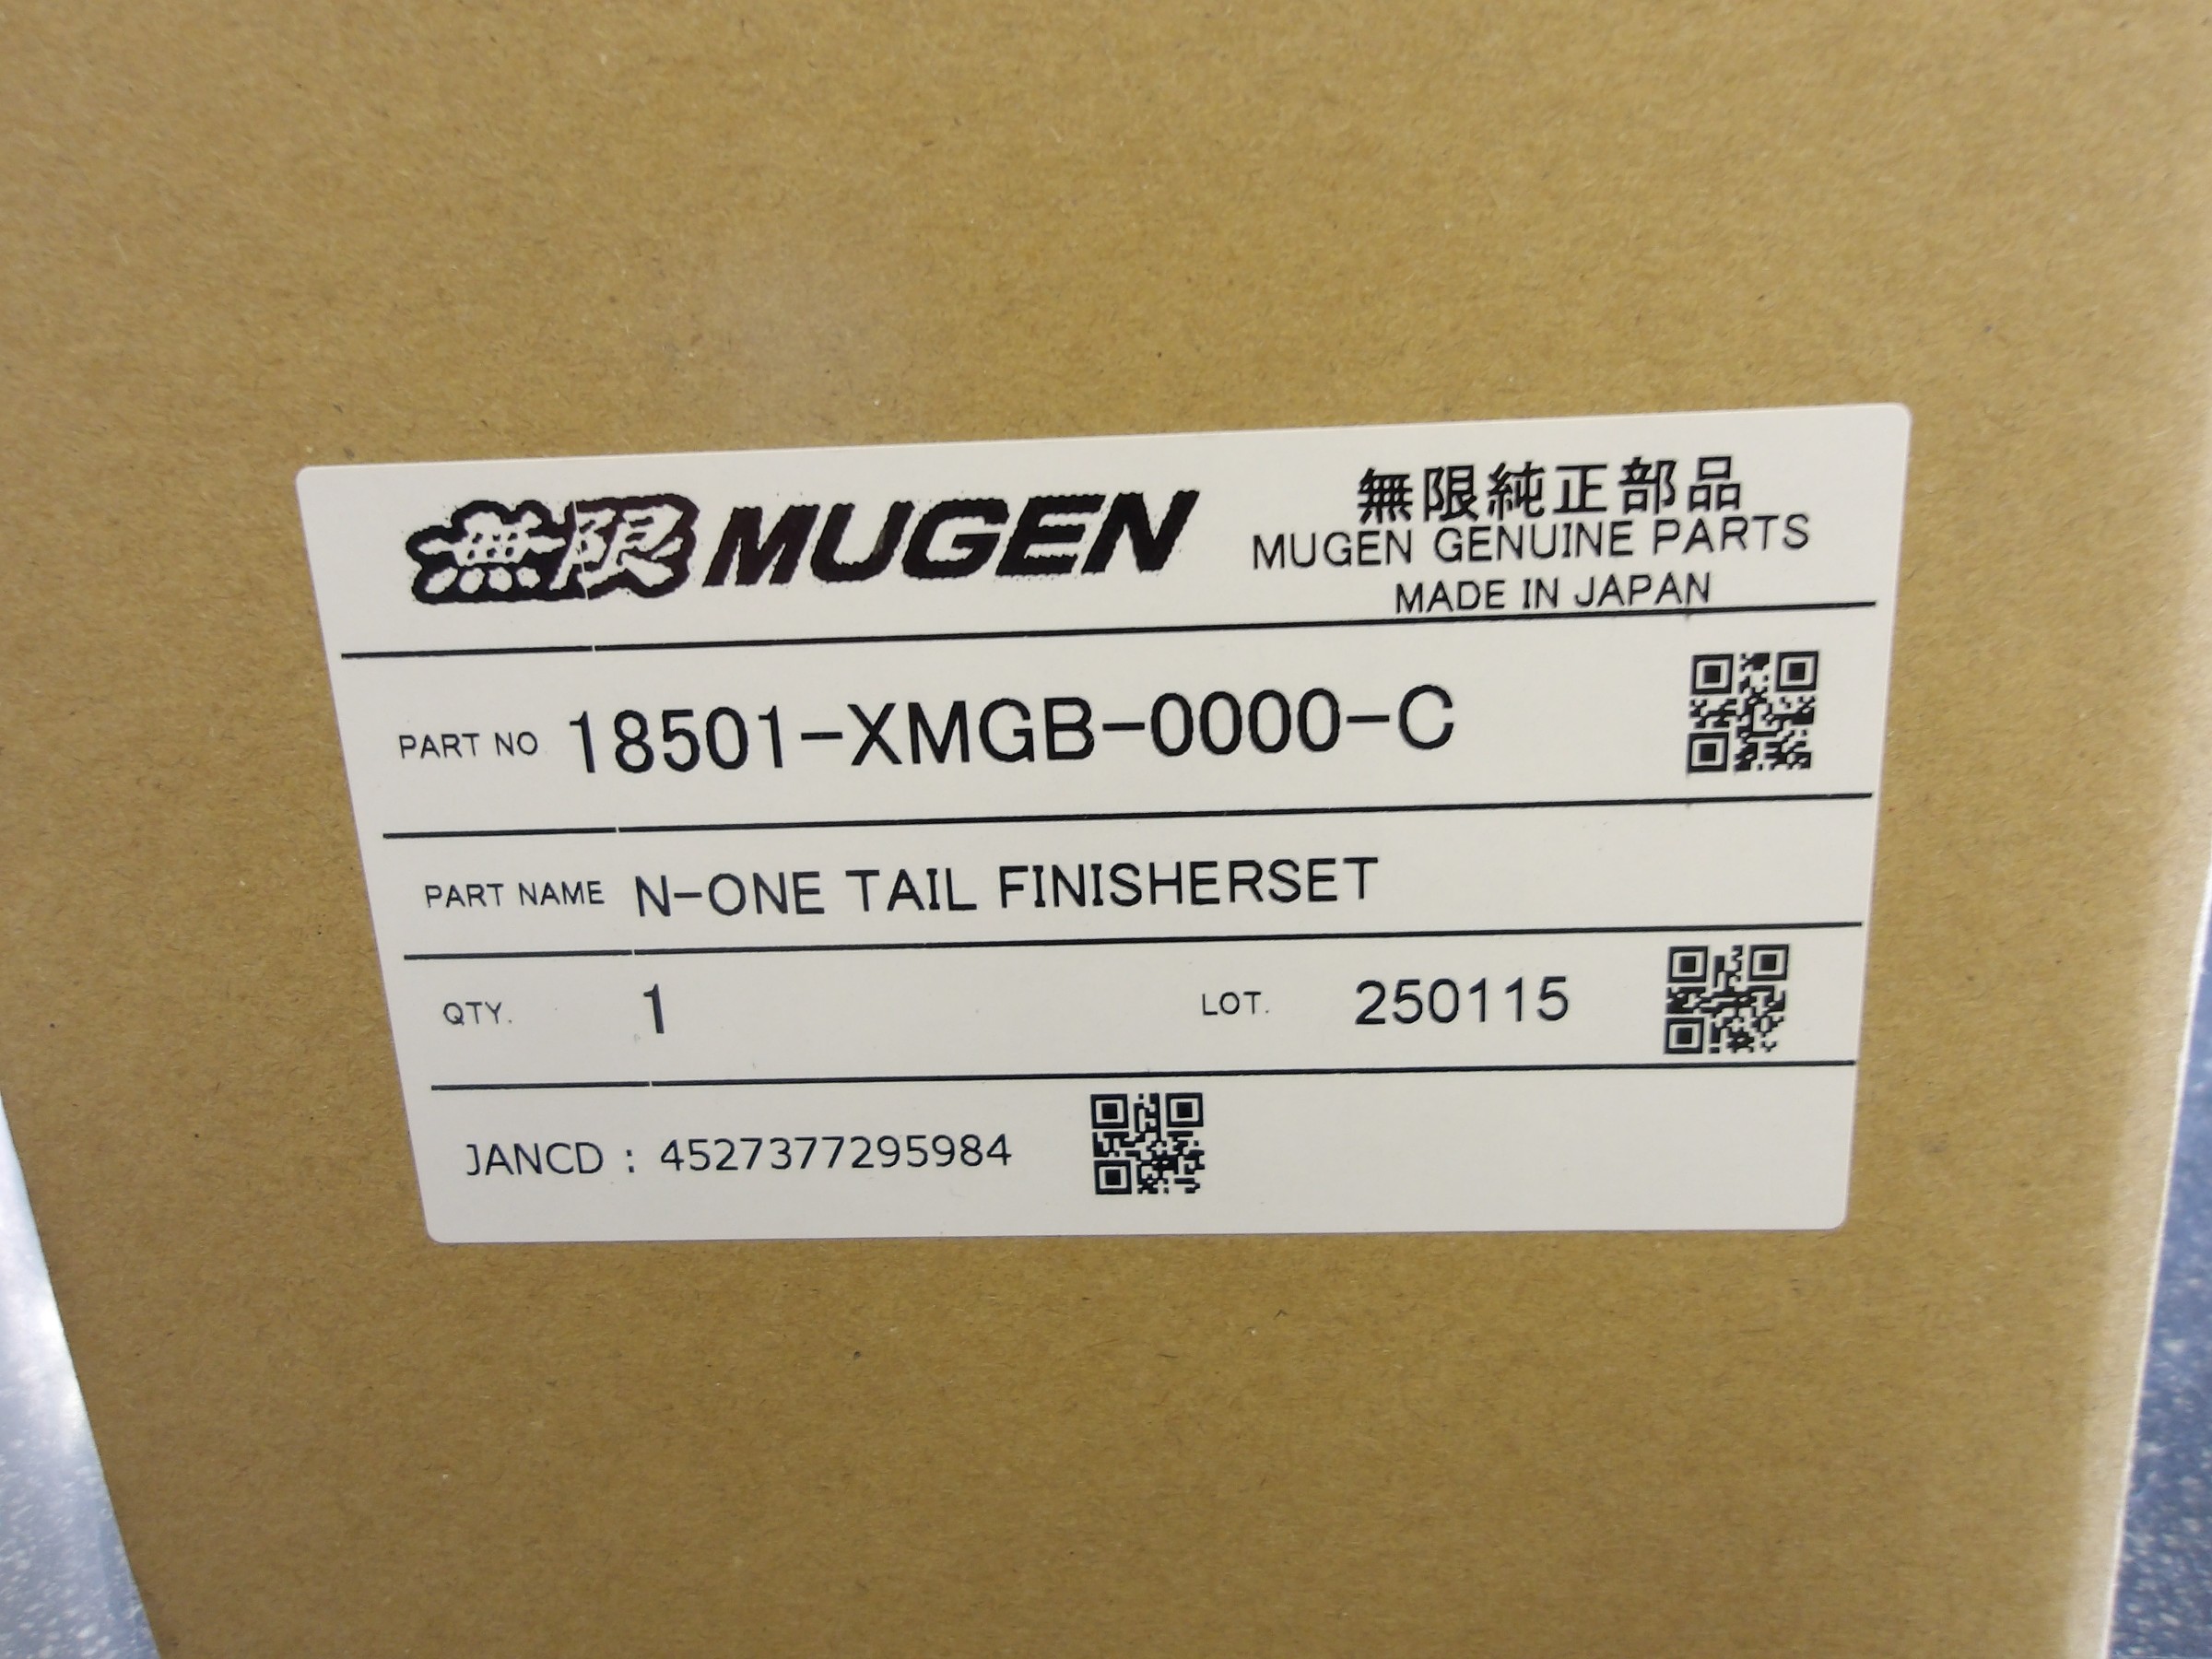 無限 MUGEN
無限純正部品
MUGEN GENUINE PARTS
MADE IN JAPAN
PART NO 18501-XMGB-0000-C
PART NAME N-ONE TAIL FINISHERSET
QTY. 1 LOT. 250115
JANCD : 4527377295984